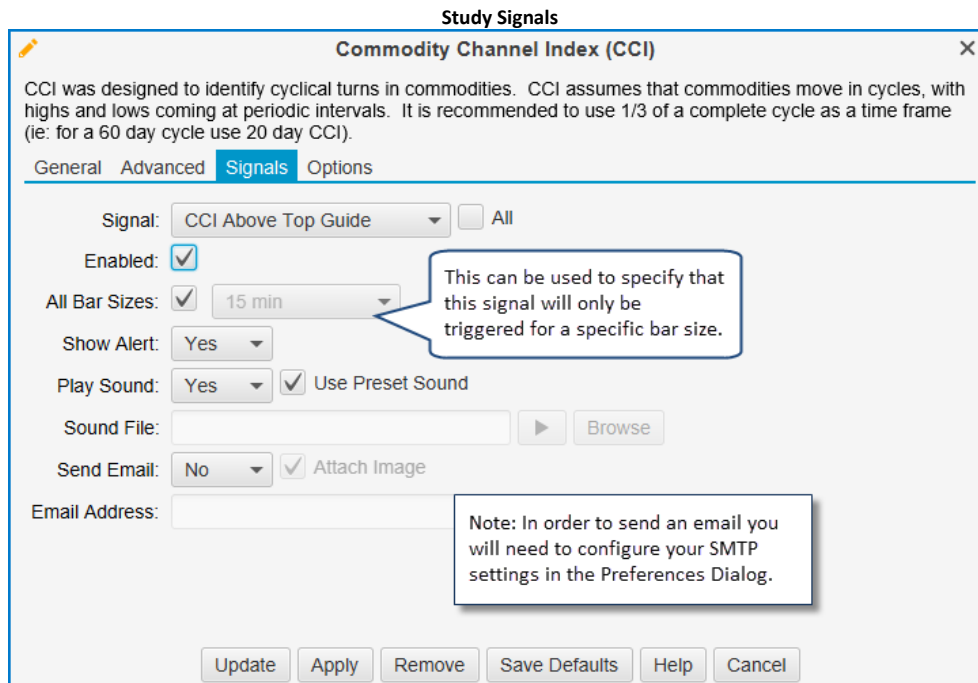 Study Signals
Commodity Channel Index (CCI)
CCI was designed to identify cyclical turns in commodities. CCI assumes that commodities move in cycles, with
highs and lows coming at periodic intervals. It is recommended to use 1/3 of a complete cycle as a time frame
(ie: for a 60 day cycle use 20 day CCI).
General Advanced Signals Options
Signal: CCI Above Top Guide All
Enabled:
All Bar Sizes: 15 min
This can be used to specify that
this signal will only be
triggered for a specific bar size.
Show Alert: Yes
Play Sound: Yes Use Preset Sound
Sound File: Browse
Send Email: No Attach Image
Email Address:
Note: In order to send an email you
will need to configure your SMTP
settings in the Preferences Dialog.
Update Apply Remove Save Defaults Help Cancel